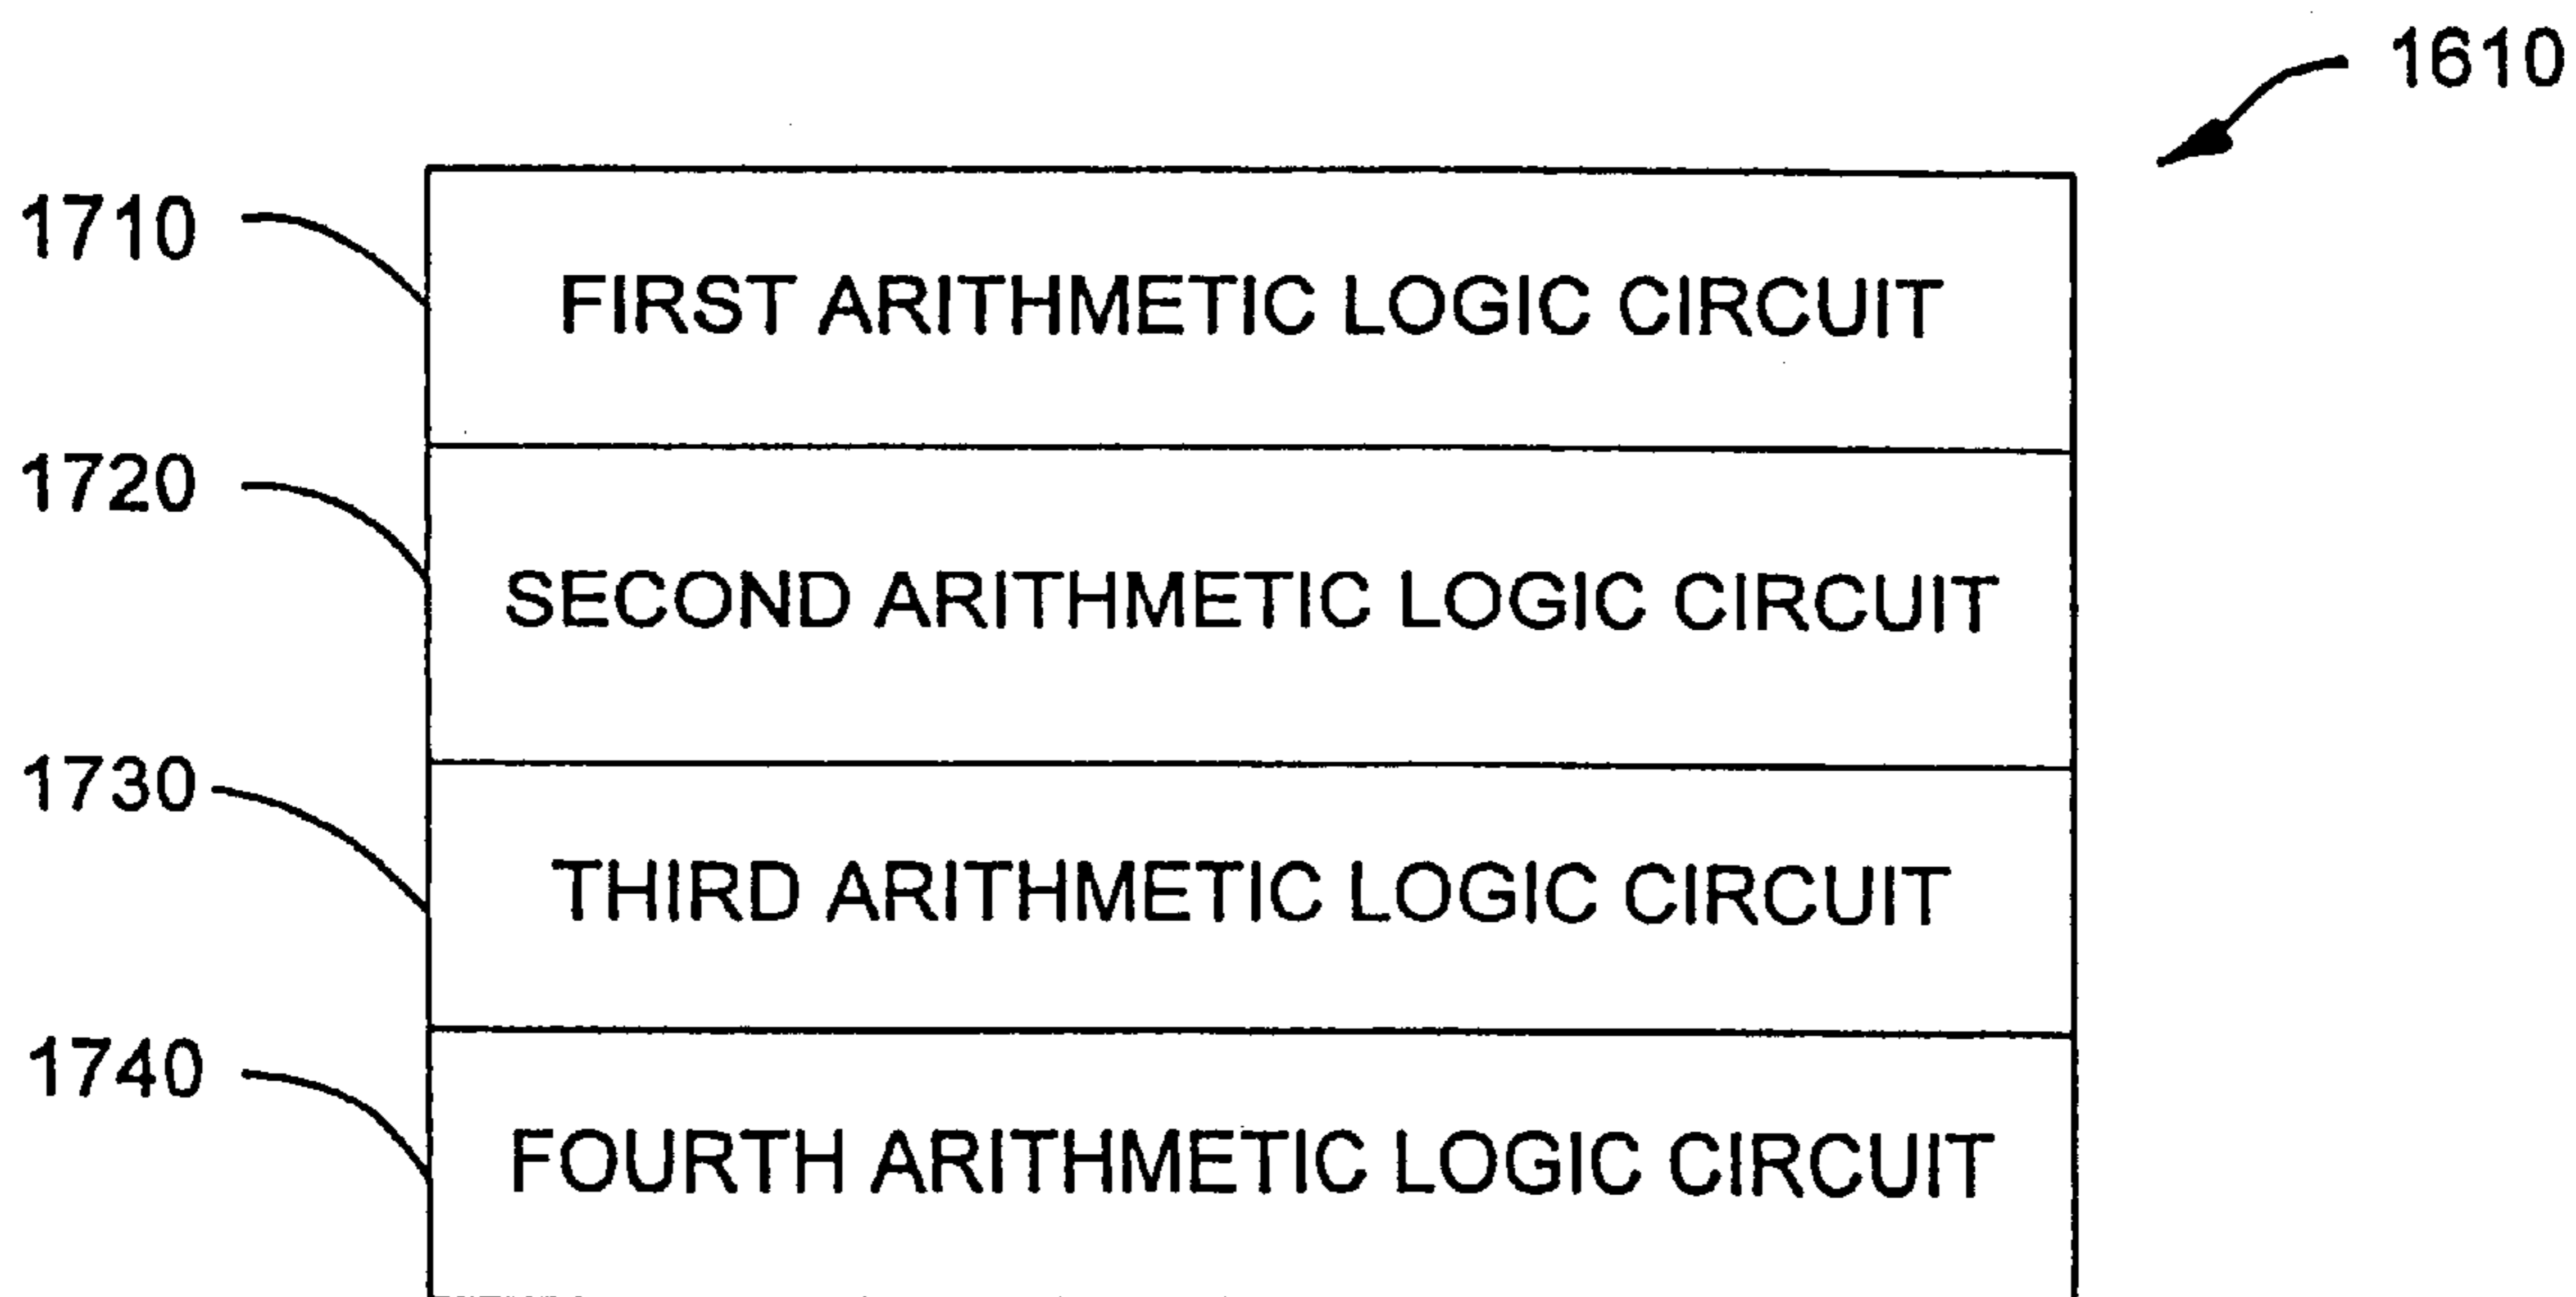 1610
1710
FIRST ARITHMETIC LOGIC CIRCUIT
1720
SECOND ARITHMETIC LOGIC CIRCUIT
1730
THIRD ARITHMETIC LOGIC CIRCUIT
1740
FOURTH ARITHMETIC LOGIC CIRCUIT